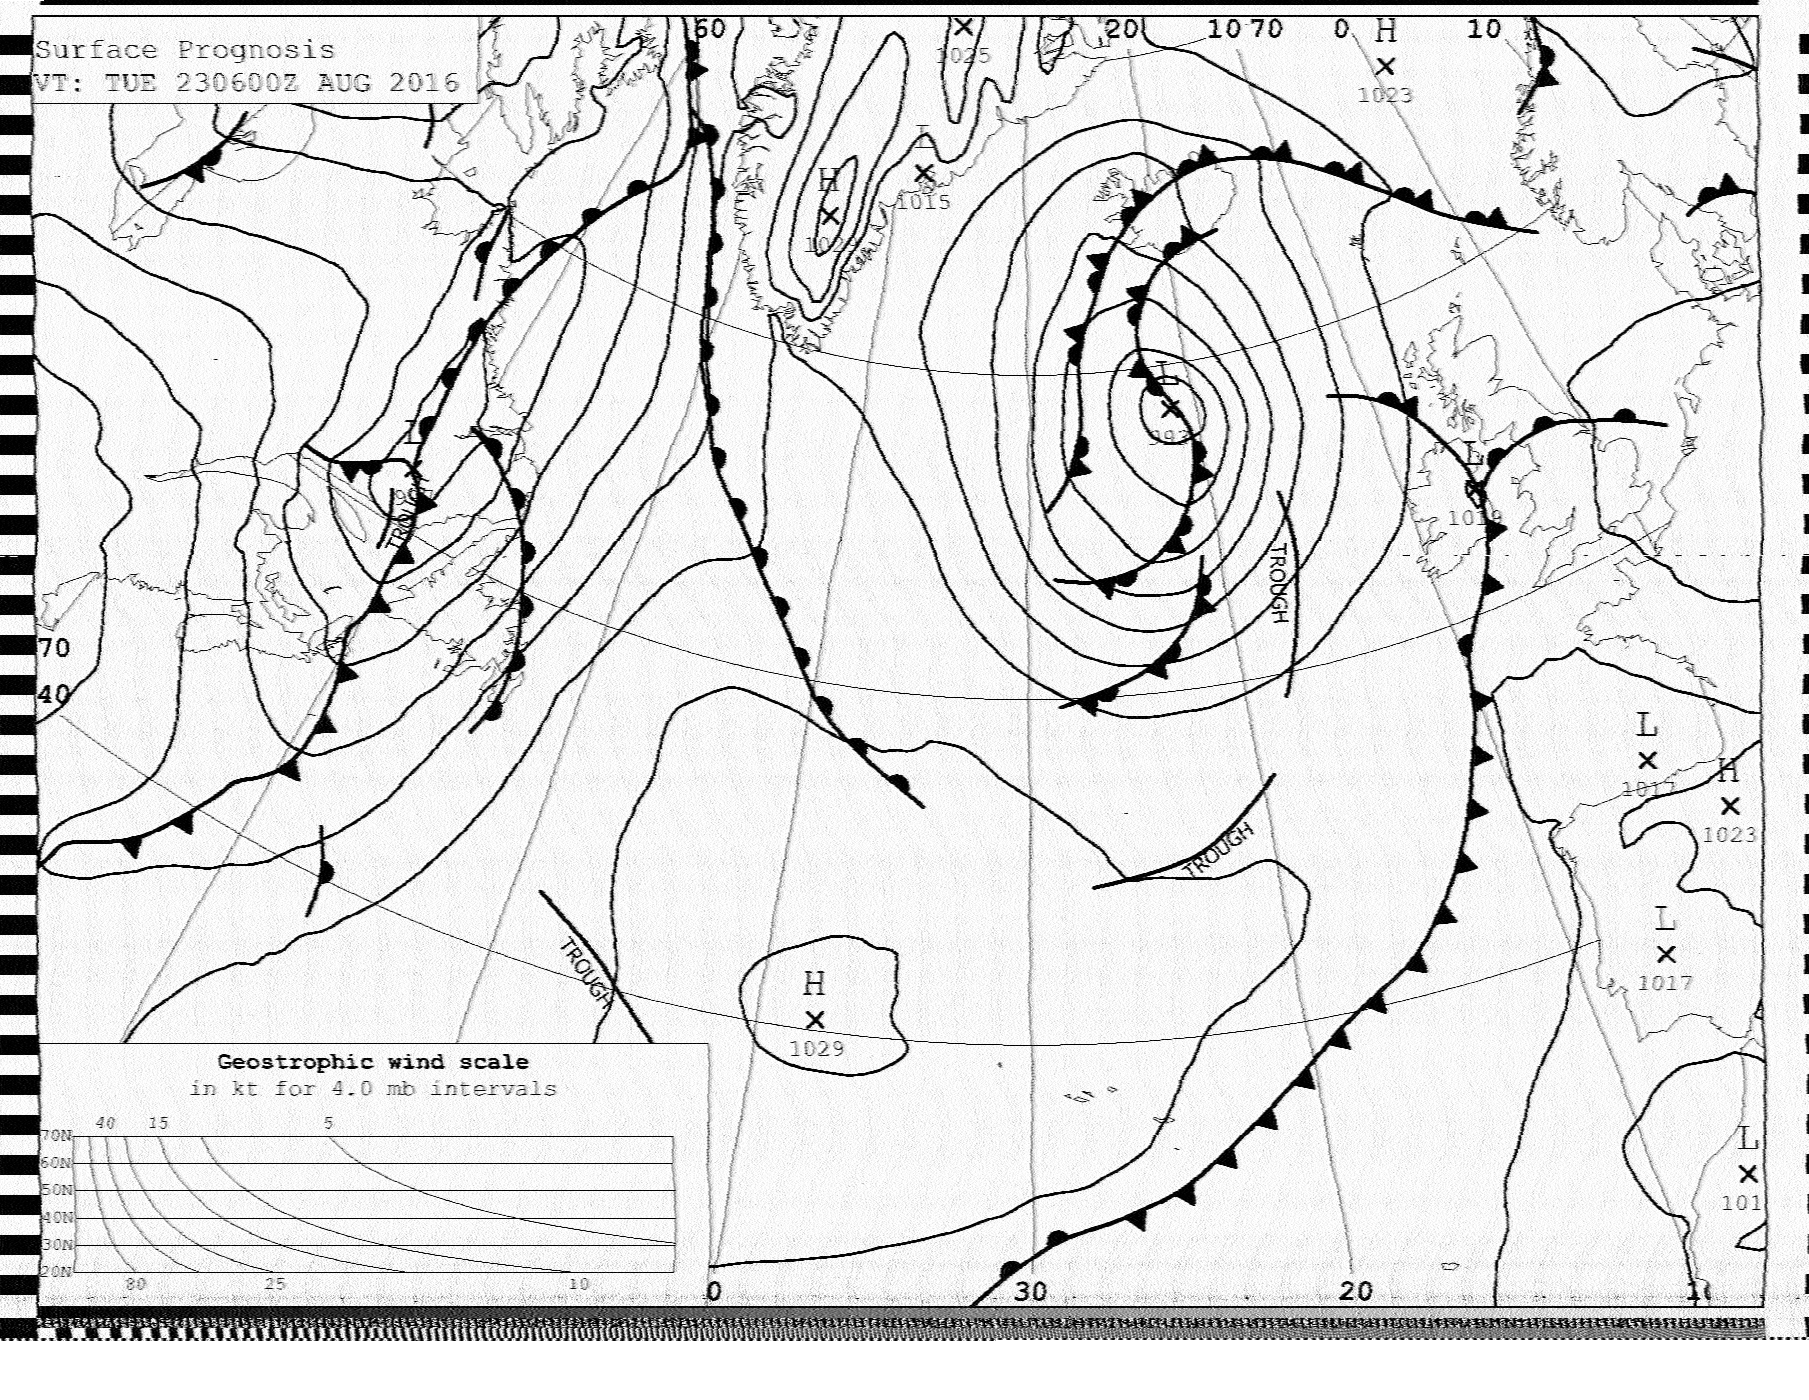 Surface Prognosis
VT: TUE 230600Z AUG 2016
60
20
10 70
0
10
H
1023
1025
L
1015
H
L
L
L
1019
TROUGH
TROUGH
70
40
L
1017
H
1023
TROUGH
L
1017
TROUGH
H
1029
L
101
Geostrophic wind scale
in kt for 4.0 mb intervals
40 15 5
70N
60N
50N
40N
30N
20N
80 25 10
0
30
20